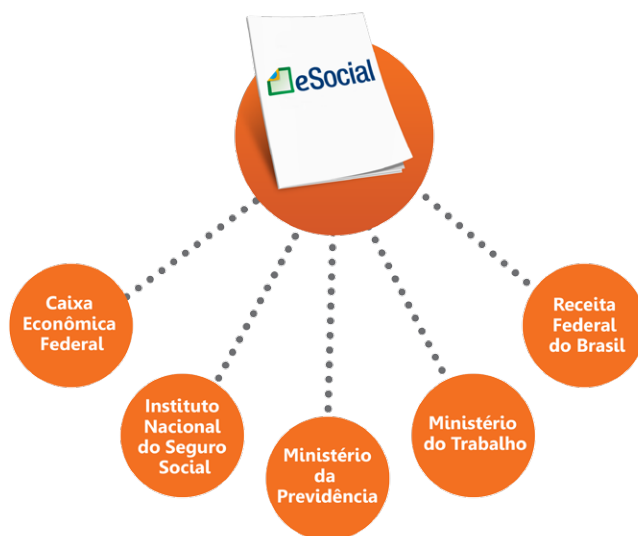 eSocial
Caixa
Econômica
Federal
Instituto
Nacional
do Seguro
Social
Ministério
da
Previdência
Ministério
do Trabalho
Receita
Federal
do Brasil